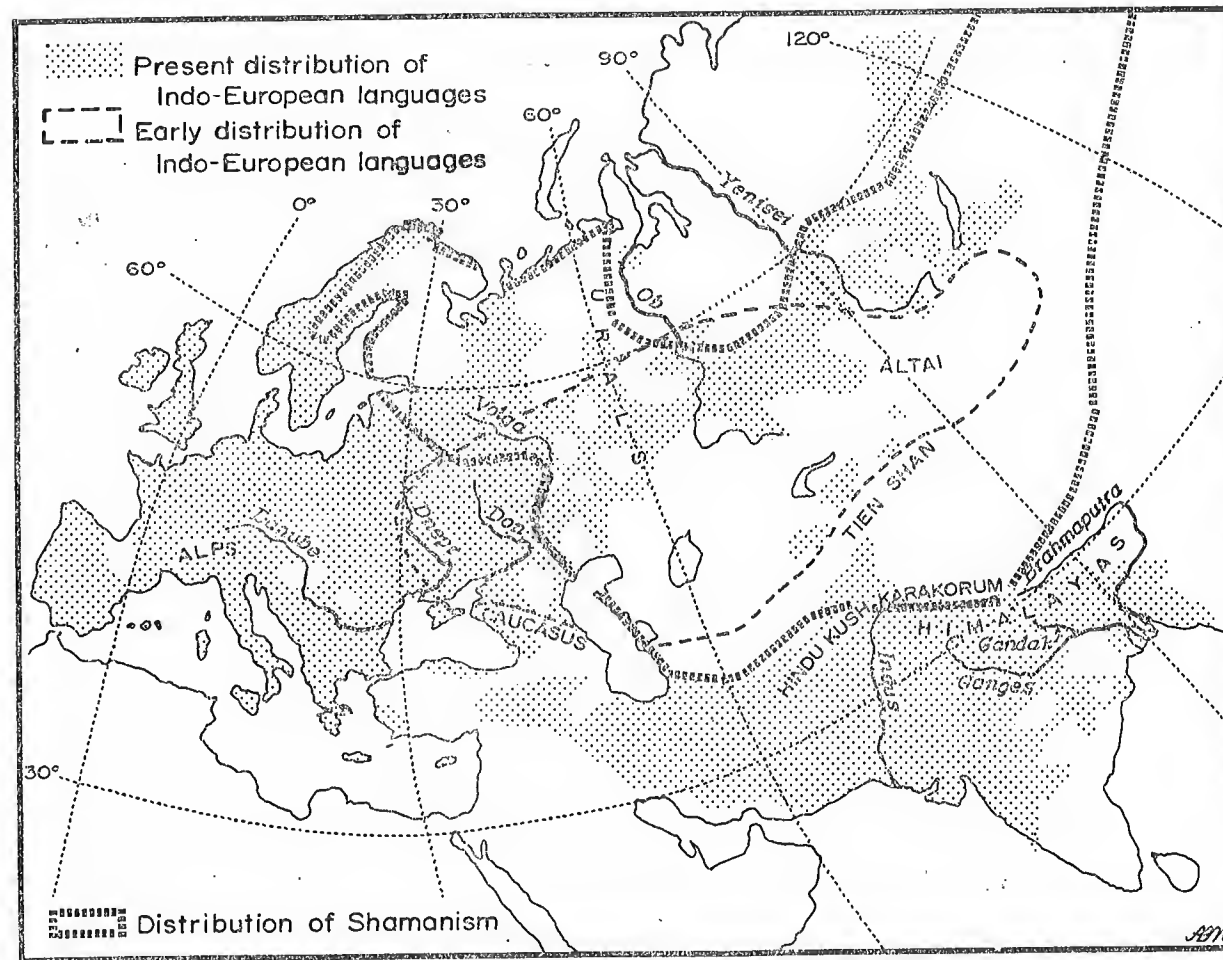 Present distribution of
Indo-European languages
Early distribution of
Indo-European languages
120°
90°
60°
0°
30°
60°
Yenisei
Ob
URALS
ALTAI
Volga
Dnepr
Don
Danube
ALPS
CAUCASUS
TIEN SHAN
HINDU KUSH
KARAKORUM
Brahmaputra
HIMALAYAS
Gandak
Ganges
Indus
30°
Distribution of Shamanism